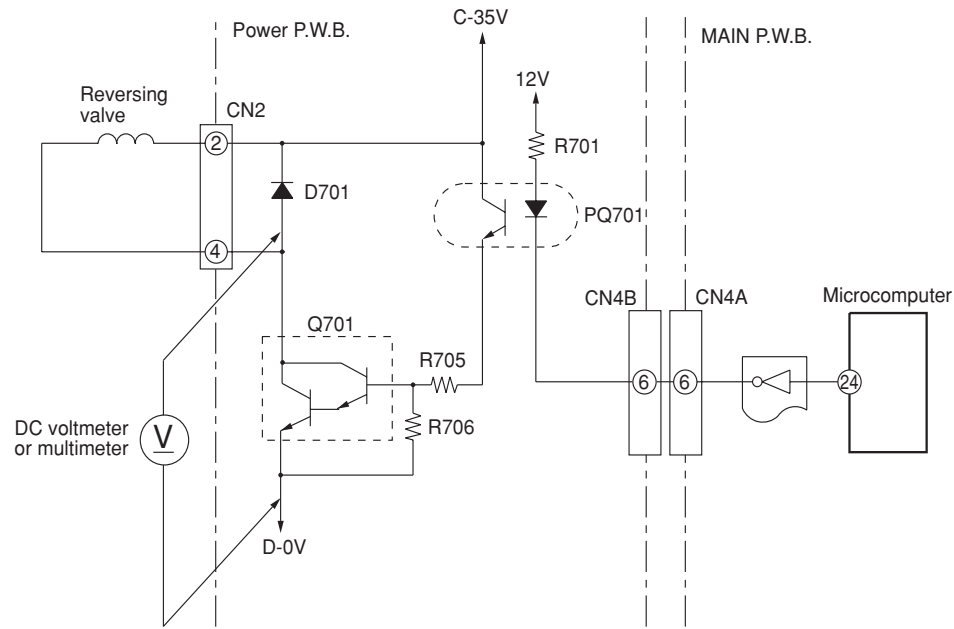 Power P.W.B.
C-35V
MAIN P.W.B.
12V
Reversing
valve
CN2
2
R701
D701
PQ701
4
CN4B
CN4A
Microcomputer
Q701
R705
6
6
24
R706
DC voltmeter
or multimeter
V
D-0V